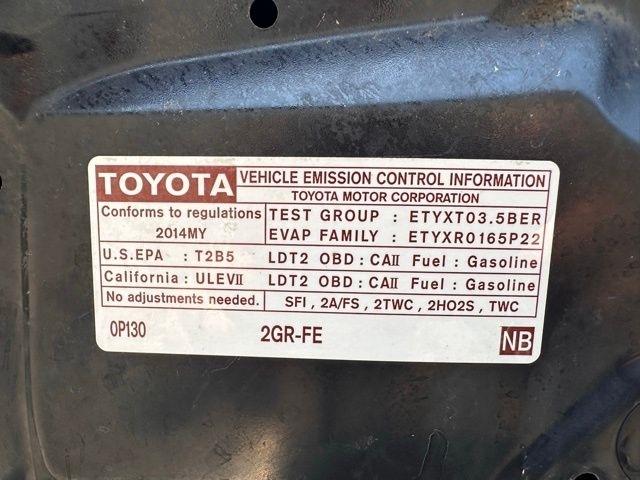 TOYOTA VEHICLE EMISSION CONTROL INFORMATION
TOYOTA MOTOR CORPORATION
Conforms to regulations TEST GROUP : ETYXT03.5BER
2014MY EVAP FAMILY : ETYXR0165P22
U.S.EPA : T2B5 LDT2 OBD : CAII Fuel : Gasoline
California : ULEVII LDT2 OBD : CAII Fuel : Gasoline
No adjustments needed. SFI , 2A/FS , 2TWC , 2HO2S , TWC
0P130 2GR-FE NB